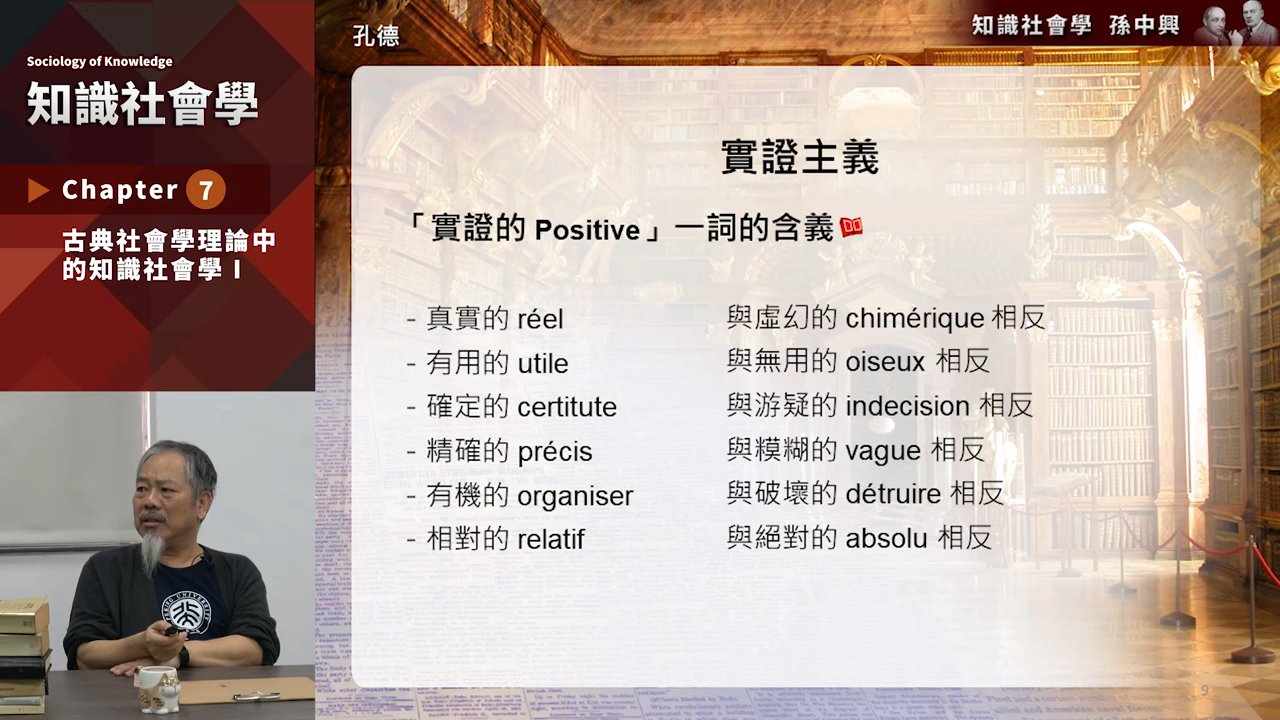 Sociology of Knowledge
知識社會學
Chapter 7
古典社會學理論中
的知識社會學 I
孔德
知識社會學 孫中興
實證主義
「實證的 Positive」一詞的含義
- 真實的 réel 與虛幻的 chimérique 相反
- 有用的 utile 與無用的 oiseux 相反
- 確定的 certitute 與游疑的 indecision 相反
- 精確的 précis 與糢糊的 vague 相反
- 有機的 organiser 與破壞的 détruire 相反
- 相對的 relatif 與絕對的 absolu 相反
9